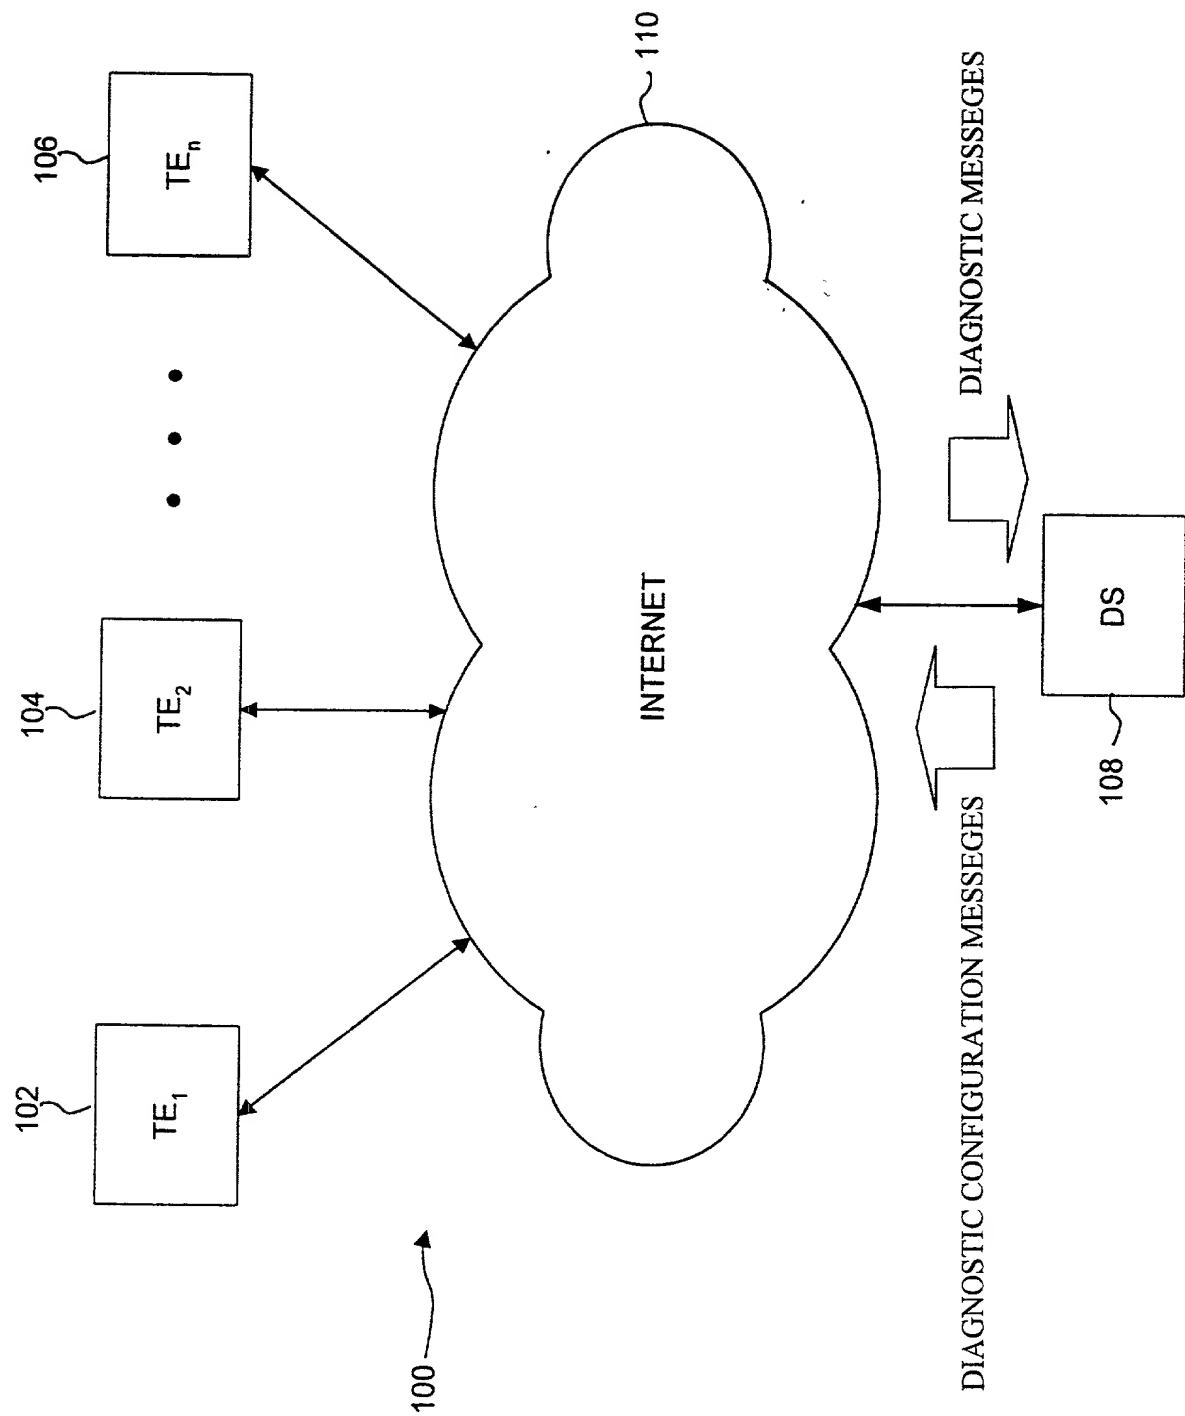 102
TE1
104
TE2
106
TEn
100
INTERNET
110
DIAGNOSTIC CONFIGURATION MESSEGES
DIAGNOSTIC MESSEGES
108
DS